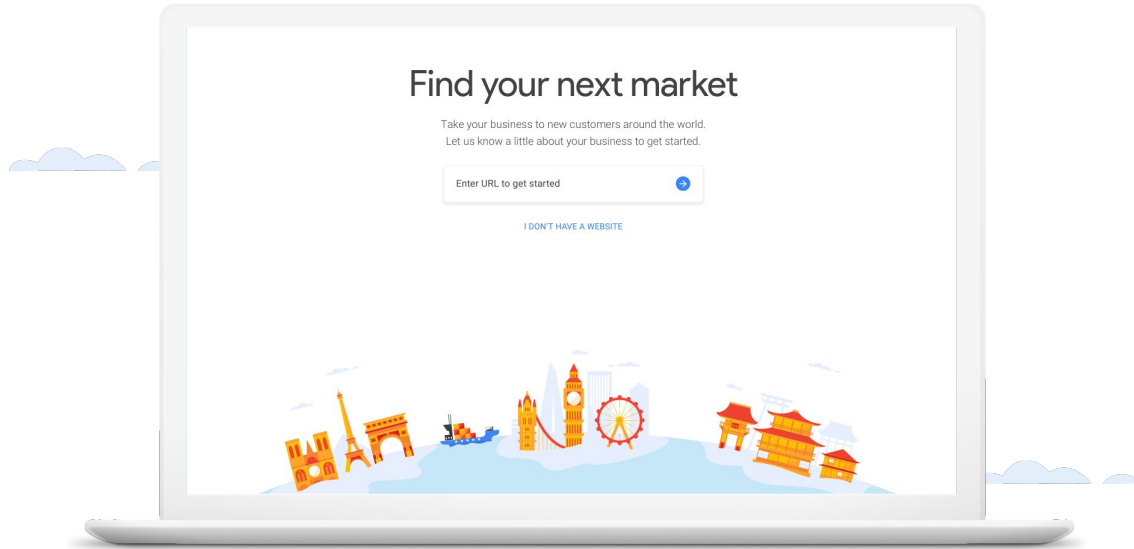 Find your next market
Take your business to new customers around the world.
Let us know a little about your business to get started.
Enter URL to get started
I DON'T HAVE A WEBSITE